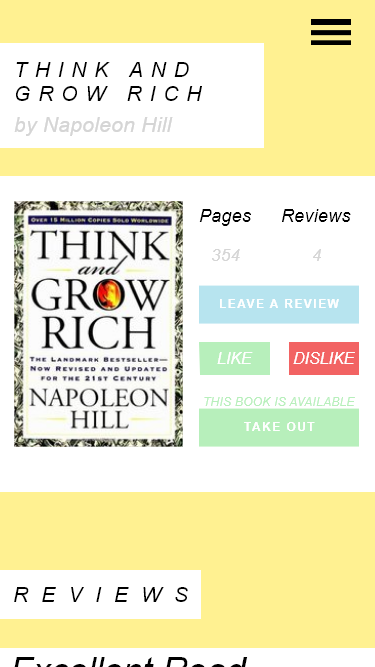 THINK AND
GROW RICH
by Napoleon Hill
OVER 15 MILLION COPIES SOLD WORLDWIDE
THINK
and
GROW
RICH
THE LANDMARK BESTSELLER—
NOW REVISED AND UPDATED
FOR THE 21ST CENTURY
NAPOLEON
HILL
Pages Reviews
354 4
LEAVE A REVIEW
LIKE DISLIKE
THIS BOOK IS AVAILABLE
TAKE OUT
REVIEWS
Excellent Read